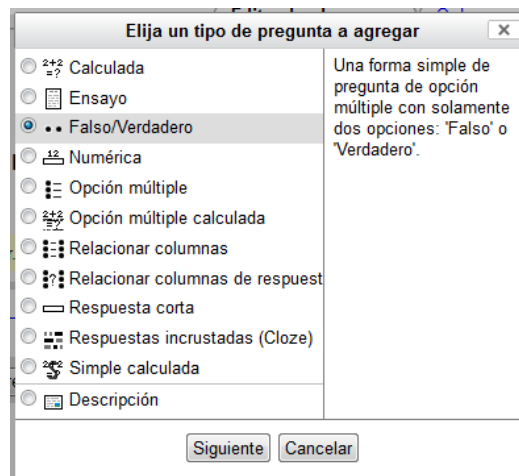 Elija un tipo de pregunta a agregar
Calculada
Ensayo
Falso/Verdadero
Numérica
Opción múltiple
Opción múltiple calculada
Relacionar columnas
Relacionar columnas de respuest
Respuesta corta
Respuestas incrustadas (Cloze)
Simple calculada
Descripción
Una forma simple de
pregunta de opción
múltiple con solamente
dos opciones: 'Falso' o
'Verdadero'.
Siguiente Cancelar